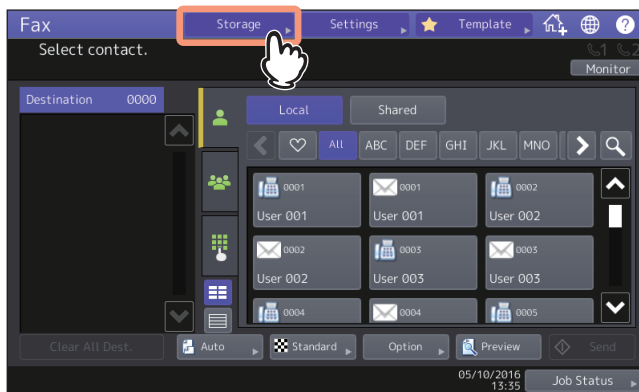 Fax
Storage
Settings
Template
?
Select contact.
1 2
Monitor
Destination 0000
Local
Shared
All
ABC
DEF
GHI
JKL
MNO
0001
User 001
0001
User 001
0002
User 002
0002
User 002
0003
User 003
0003
User 003
0004
0004
0005
Clear All Dest.
Auto
Standard
Option
Preview
Send
05/10/2016
13:35
Job Status